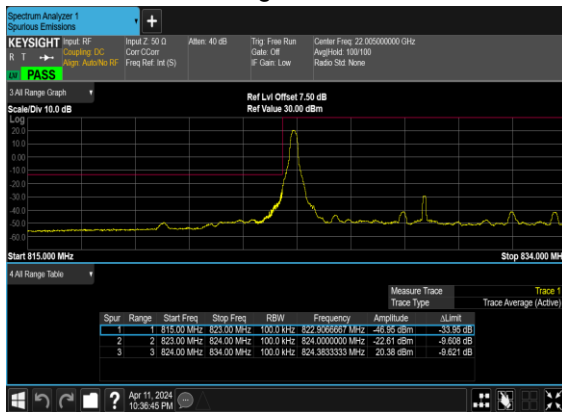 Spectrum Analyzer 1
Spurious Emissions
KEYSIGHT Input: RF Input Z: 50 Ω Atten: 40 dB Trig: Free Run Center Freq: 22.005000000 GHz
R T Coupling: DC Corr CCorr Gate: Off Avg|Hold: 100/100
Align: Auto/No RF Freq Ref: Int (S) IF Gain: Low Radio Std: None
PASS
3 All Range Graph
Ref Lvl Offset 7.50 dB
Scale/Div 10.0 dB Ref Value 30.00 dBm
Log
20.0
10.0
0.00
-10.0
-20.0
-30.0
-40.0
-50.0
-60.0
Start 815.000 MHz Stop 834.000 MH
4 All Range Table
Measure Trace Trace 1
Trace Type Trace Average (Active)
Spur Range Start Freq Stop Freq RBW Frequency Amplitude ΔLimit
1 1 815.00 MHz 823.00 MHz 100.0 kHz 822.9066667 MHz -46.95 dBm -33.95 dB
2 2 823.00 MHz 824.00 MHz 100.0 kHz 824.0000000 MHz -22.61 dBm -9.608 dB
3 3 824.00 MHz 834.00 MHz 100.0 kHz 824.3833333 MHz 20.38 dBm -9.621 dB
? Apr 11, 2024
10:36:45 PM